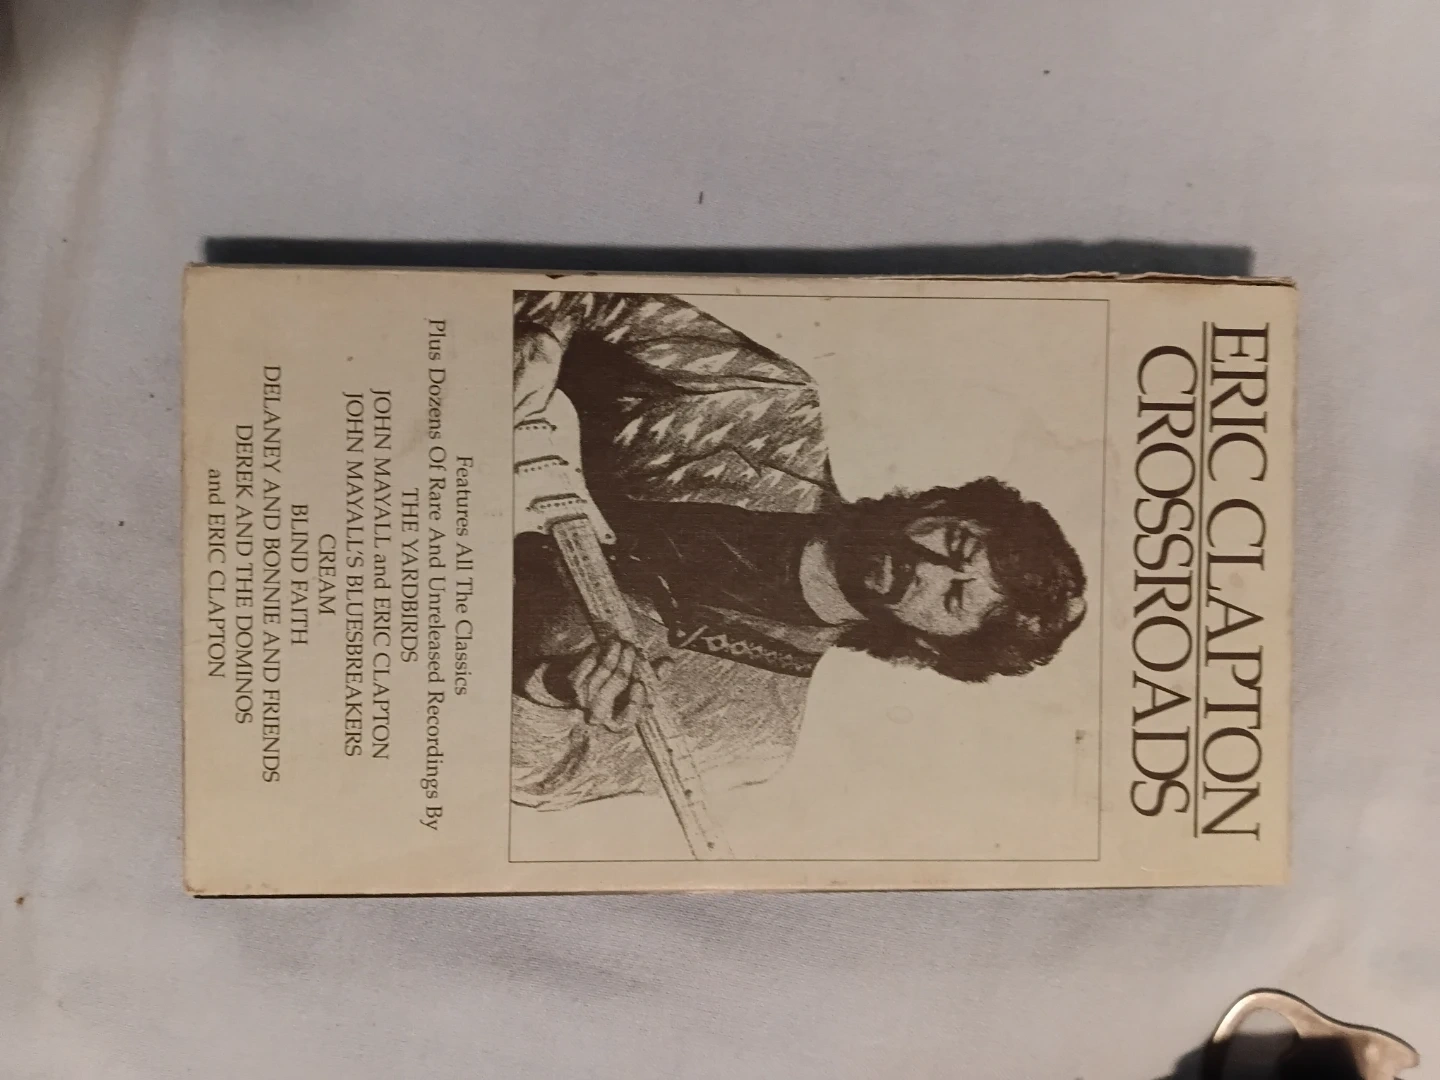 ERIC CLAPTON
CROSSROADS
Features All The Classics
Plus Dozens Of Rare And Unreleased Recordings By
THE YARDBIRDS
JOHN MAYALL and ERIC CLAPTON
JOHN MAYALL'S BLUESBREAKERS
CREAM
BLIND FAITH
DELANEY AND BONNIE AND FRIENDS
DEREK AND THE DOMINOS
and ERIC CLAPTON